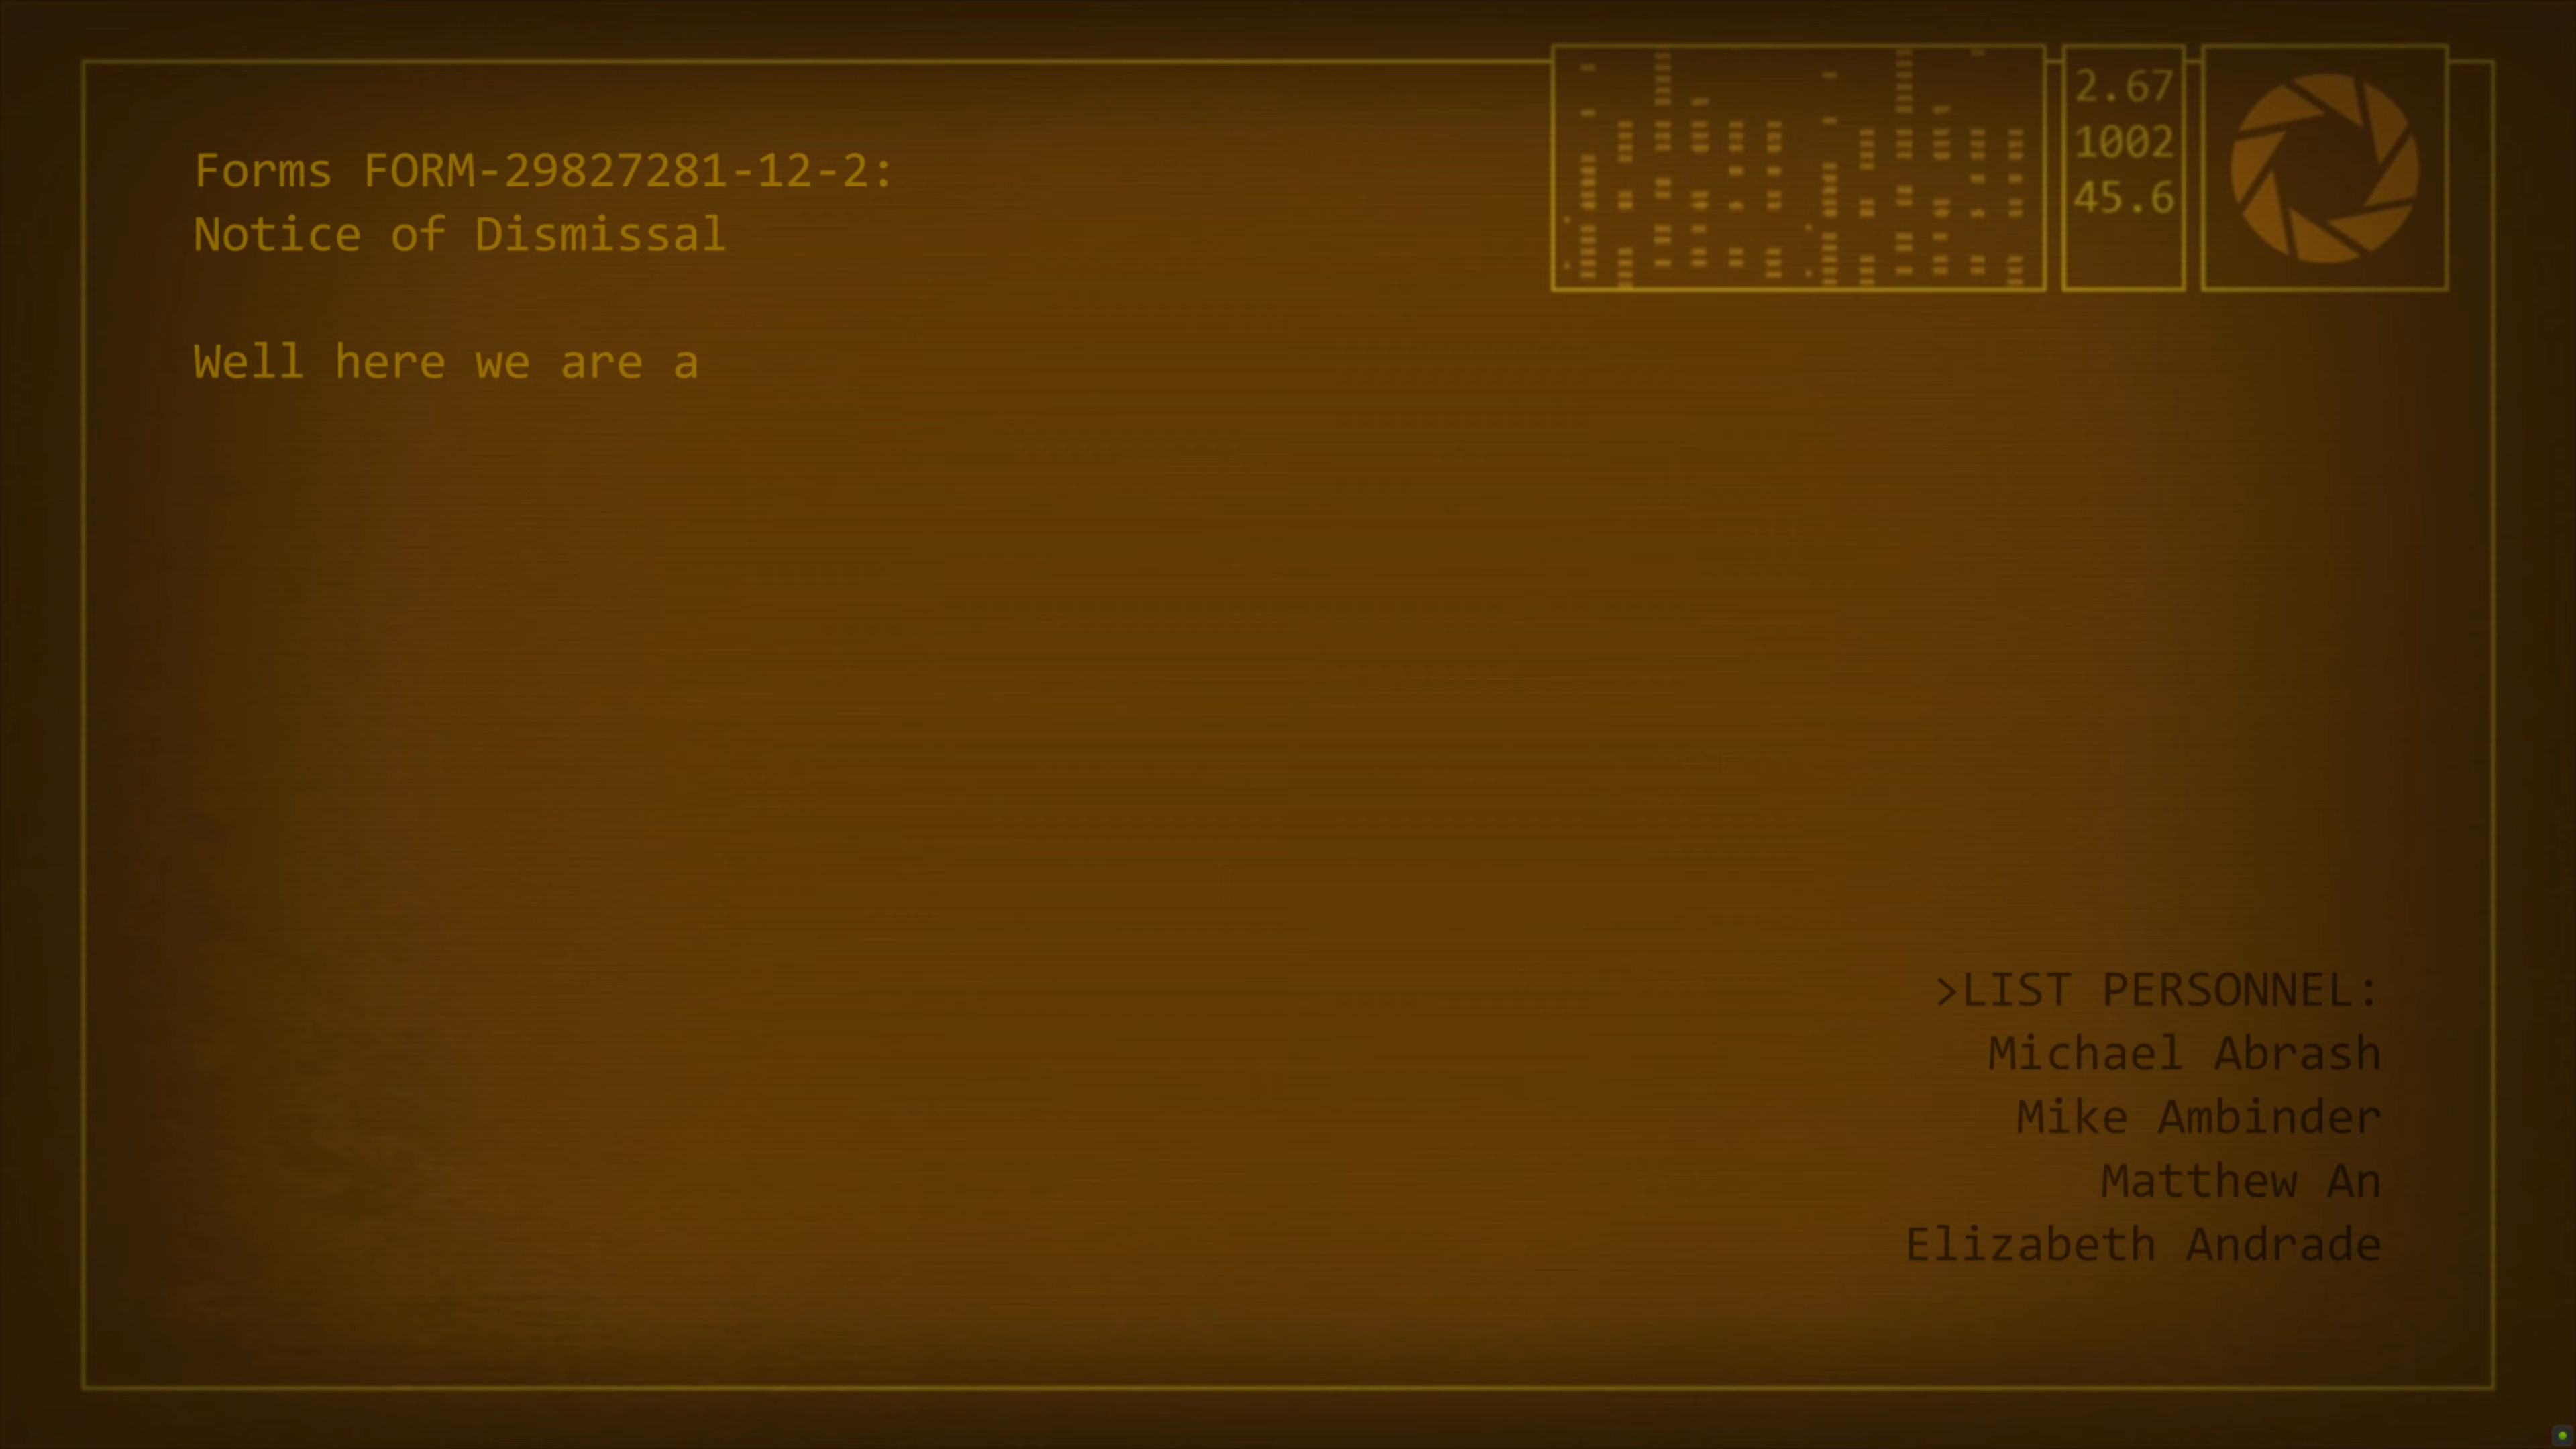 Forms FORM-29827281-12-2:
Notice of Dismissal
Well here we are a
2.67
1002
45.6
>LIST PERSONNEL:
Michael Abrash
Mike Ambinder
Matthew An
Elizabeth Andrade